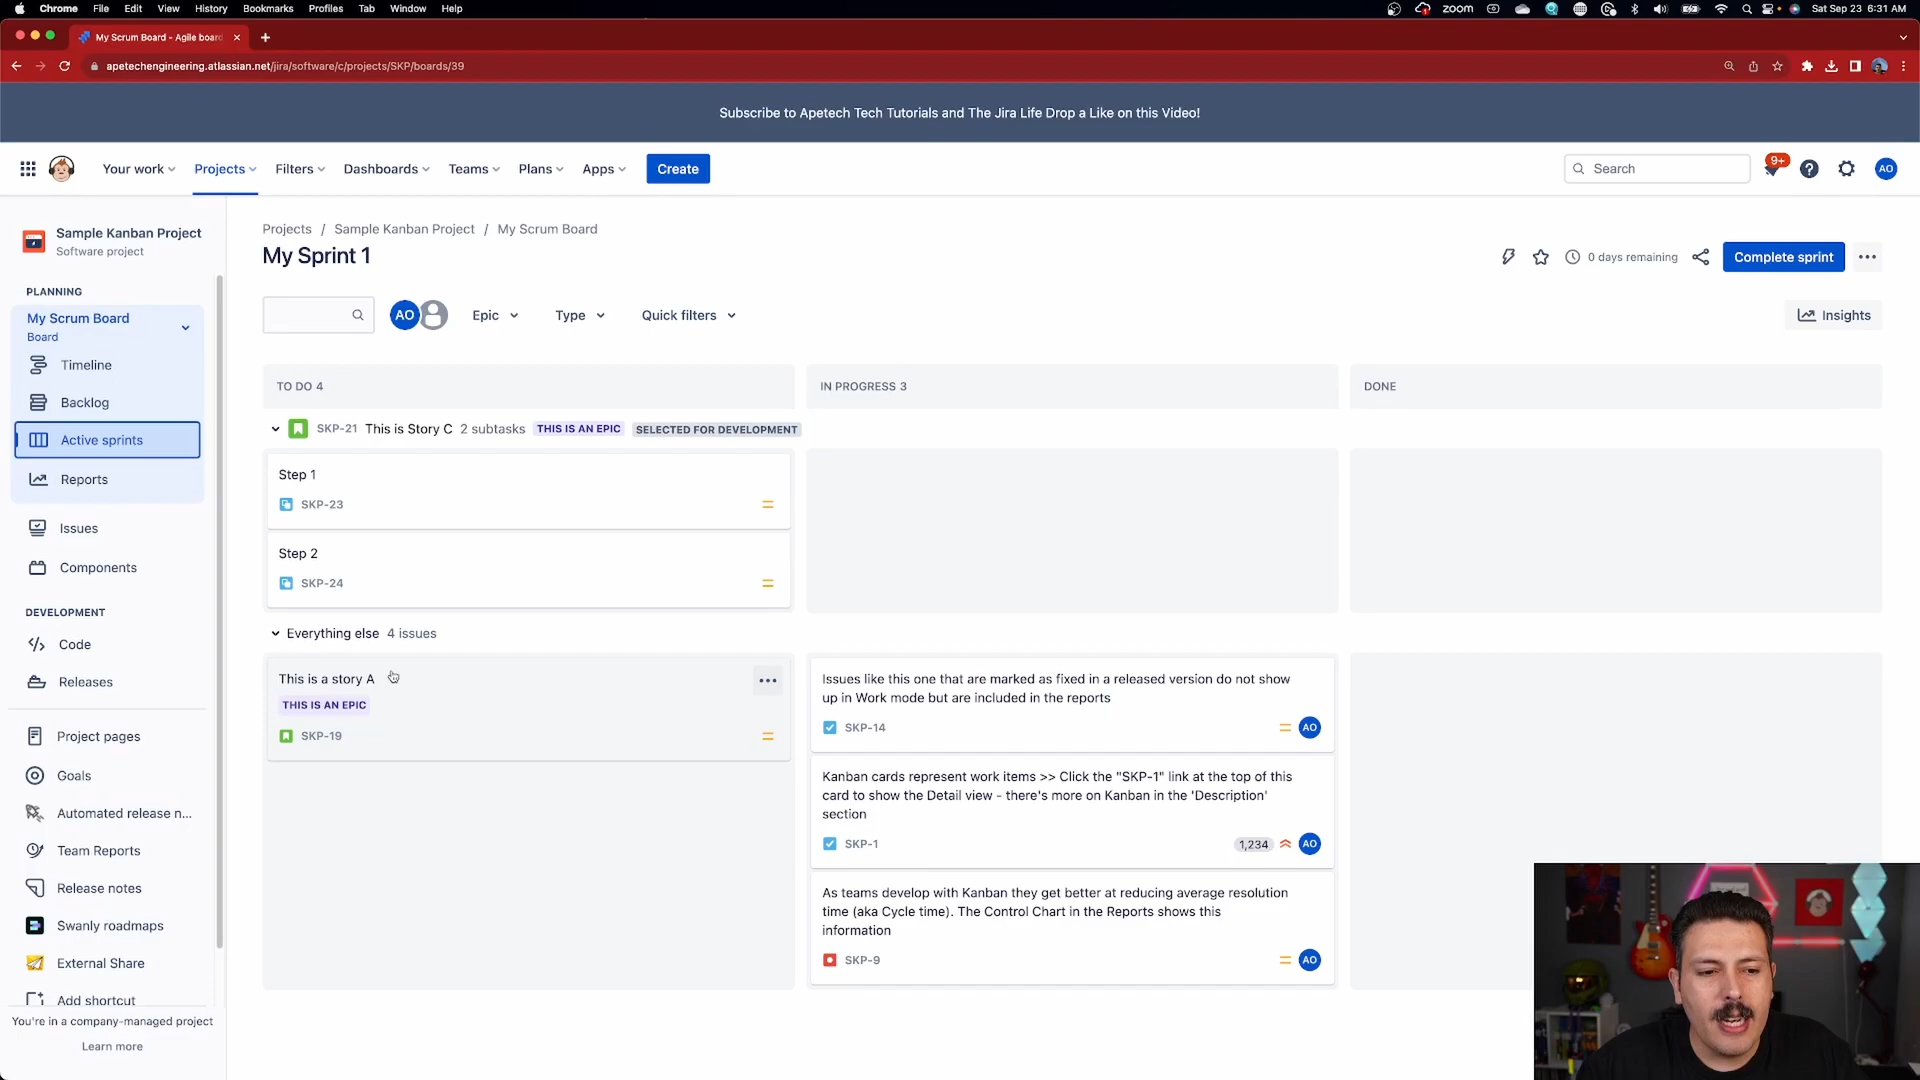 Chrome File Edit View History Bookmarks Profiles Tab Window Help
zoom
Sat Sep 23 6:31 AM
My Scrum Board - Agile board
apetechengineering.atlassian.net/jira/software/c/projects/SKP/boards/39
Subscribe to Apetech Tech Tutorials and The Jira Life Drop a Like on this Video!
Your work Projects Filters Dashboards Teams Plans Apps Create
Search
9+
AO
Sample Kanban Project
Software project
PLANNING
My Scrum Board
Board
Timeline
Backlog
Active sprints
Reports
Issues
Components
DEVELOPMENT
Code
Releases
Project pages
Goals
Automated release n...
Team Reports
Release notes
Swanly roadmaps
External Share
Add shortcut
You're in a company-managed project
Learn more
Projects / Sample Kanban Project / My Scrum Board
My Sprint 1
0 days remaining
Complete sprint
AO
Epic Type Quick filters
Insights
TO DO 4
IN PROGRESS 3
DONE
SKP-21 This is Story C 2 subtasks THIS IS AN EPIC SELECTED FOR DEVELOPMENT
Step 1
SKP-23
Step 2
SKP-24
Everything else 4 issues
This is a story A
THIS IS AN EPIC
SKP-19
Issues like this one that are marked as fixed in a released version do not show
up in Work mode but are included in the reports
SKP-14
AO
Kanban cards represent work items >> Click the "SKP-1" link at the top of this
card to show the Detail view - there's more on Kanban in the 'Description'
section
SKP-1
1,234
AO
As teams develop with Kanban they get better at reducing average resolution
time (aka Cycle time). The Control Chart in the Reports shows this
information
SKP-9
AO